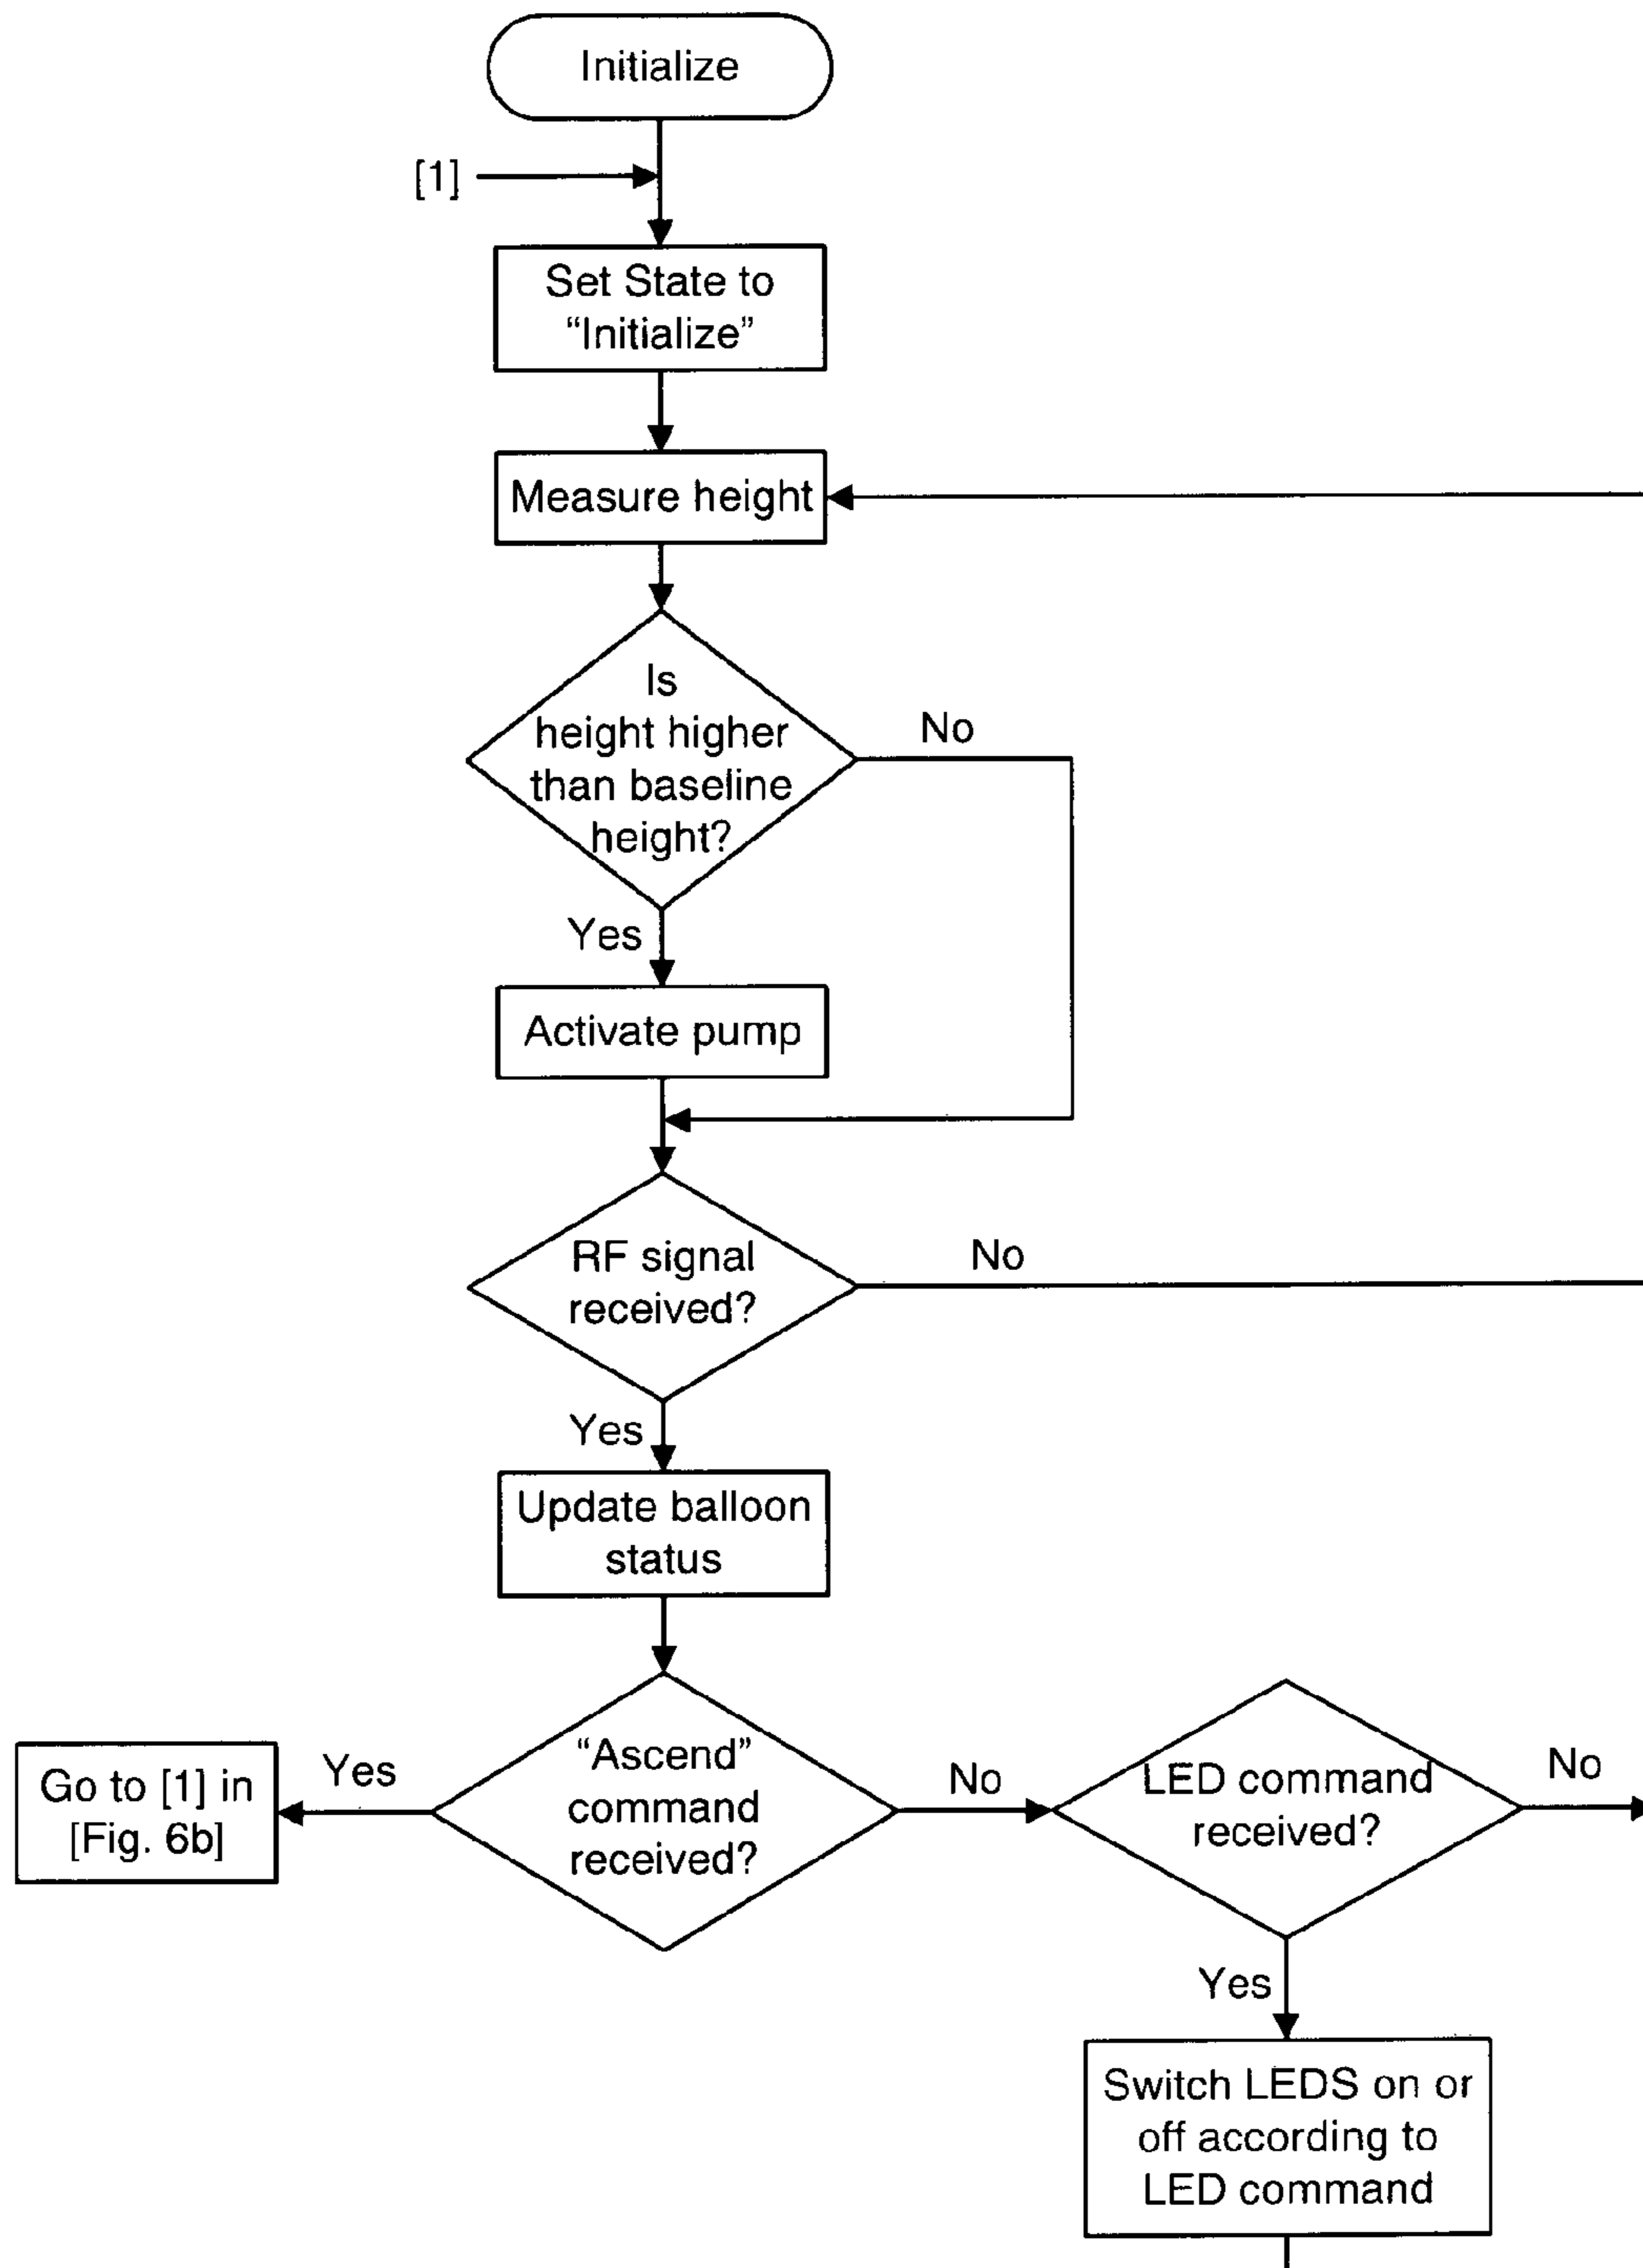 Initialize
[1]
Set State to
“Initialize”
Measure height
Is
height higher
than baseline
height?
No
Yes
Activate pump
RF signal
received?
No
Yes
Update balloon
status
“Ascend”
command
received?
Yes
Go to [1] in
[Fig. 6b]
No
LED command
received?
No
Yes
Switch LEDS on or
off according to
LED command